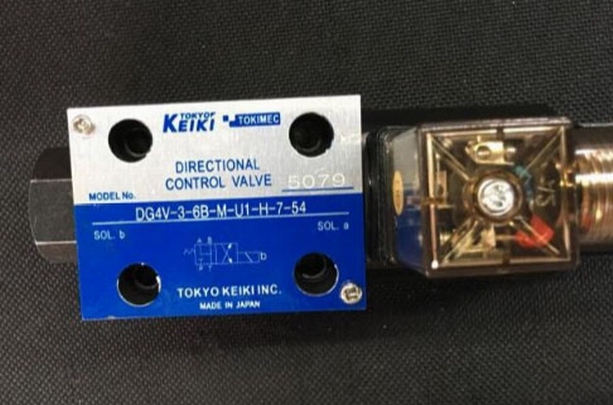 TOKYO KEIKI TOKIMEC
DIRECTIONAL
CONTROL VALVE 5079
MODEL No.
DG4V-3-6B-M-U1-H-7-54
SOL. b SOL. a
b
TOKYO KEIKI INC.
MADE IN JAPAN